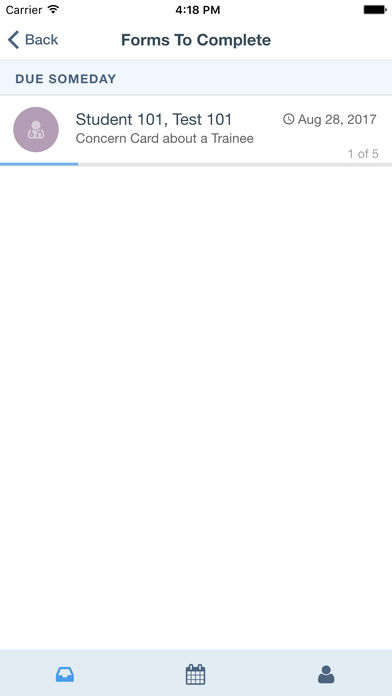 Carrier 4:18 PM
Back Forms To Complete
DUE SOMEDAY
Student 101, Test 101 Aug 28, 2017
Concern Card about a Trainee
1 of 5